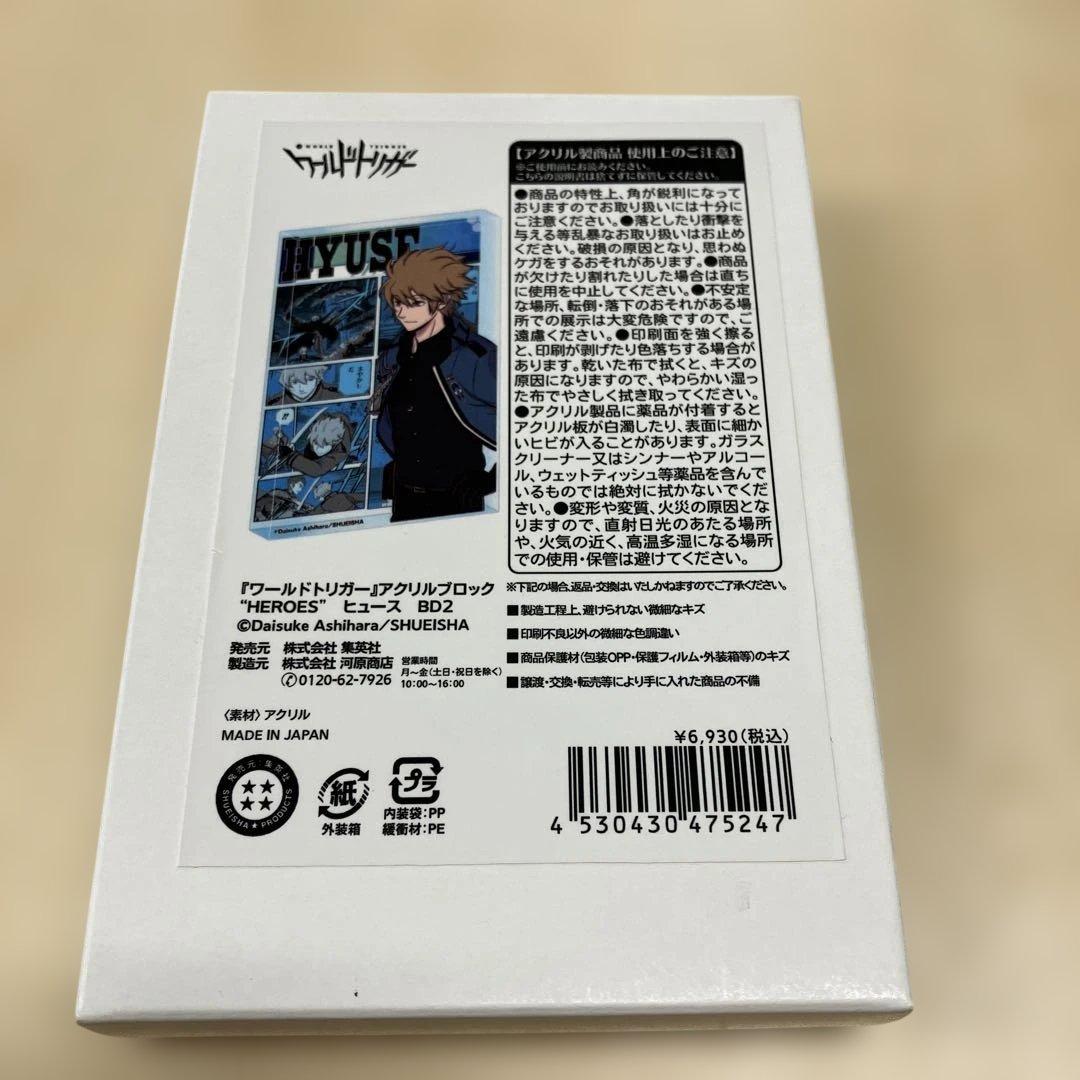 WORLD TRIGGER
ワールドトリガー
HYUSE
©Daisuke Ashihara/SHUEISHA
『ワールドトリガー』アクリルブロック
“HEROES” ヒュース BD2
©Daisuke Ashihara/SHUEISHA
発売元 株式会社 集英社
製造元 株式会社 河原商店
0120-62-7926
営業時間
月～金(土日・祝日を除く)
10:00～16:00
〈素材〉アクリル
MADE IN JAPAN
発売元:集英社
SHUEISHA★PRODUCTS
紙
外装箱
プラ
内装袋:PP
緩衝材:PE
【アクリル製商品 使用上のご注意】
※ご使用前にお読みください。
こちらの説明書は捨てずに保管してください。
●商品の特性上、角が鋭利になって
おりますのでお取り扱いには十分に
ご注意ください。●落としたり衝撃を
与える等乱暴なお取り扱いはお止め
ください。破損の原因となり、思わぬ
ケガをするおそれがあります。●商品
が欠けたり割れたりした場合は直ち
に使用を中止してください。●不安定
な場所、転倒・落下のおそれがある場
所での展示は大変危険ですので、ご
遠慮ください。●印刷面を強く擦る
と、印刷が剥げたり色落ちする場合が
あります。乾いた布で拭くと、キズの
原因になりますので、やわらかい湿っ
た布でやさしく拭き取ってください。
●アクリル製品に薬品が付着すると
アクリル板が白濁したり、表面に細か
いヒビが入ることがあります。ガラス
クリーナー又はシンナーやアルコー
ル、ウェットティッシュ等薬品を含んで
いるものでは絶対に拭かないでくだ
さい。●変形や変質、火災の原因とな
りますので、直射日光のあたる場所
や、火気の近く、高温多湿になる場所
での使用・保管は避けてください。
※下記の場合、返品・交換はいたしかねますのでご了承ください。
■製造工程上、避けられない微細なキズ
■印刷不良以外の微細な色調違い
■商品保護材(包装OPP・保護フィルム・外装箱等)のキズ
■譲渡・交換・転売等により手に入れた商品の不備
¥6,930(税込)
4 530430 475247